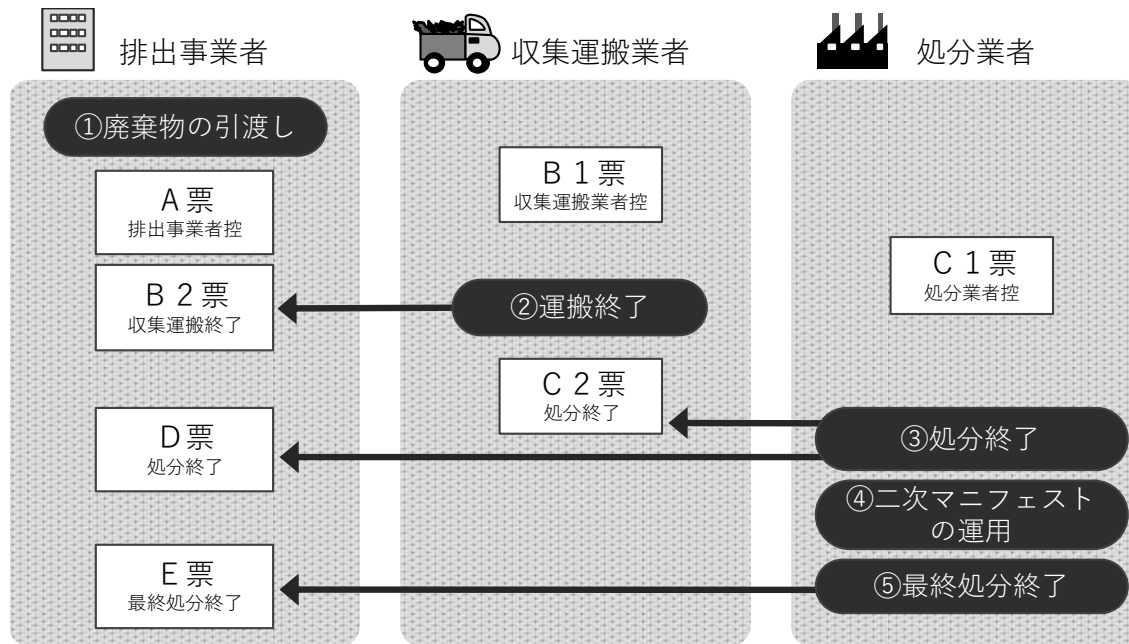 排出事業者
収集運搬業者
処分業者
①廃棄物の引渡し
A票
排出事業者控
B1票
収集運搬業者控
C1票
処分業者控
B2票
収集運搬終了
②運搬終了
C2票
処分終了
D票
処分終了
③処分終了
④二次マニフェスト
の運用
E票
最終処分終了
⑤最終処分終了